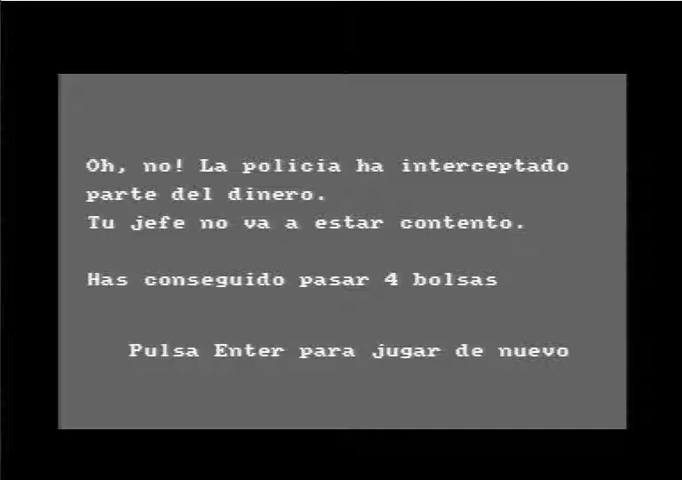 Oh, no! La policia ha interceptado
parte del dinero.
Tu jefe no va a estar contento.
Has conseguido pasar 4 bolsas
Pulsa Enter para jugar de nuevo